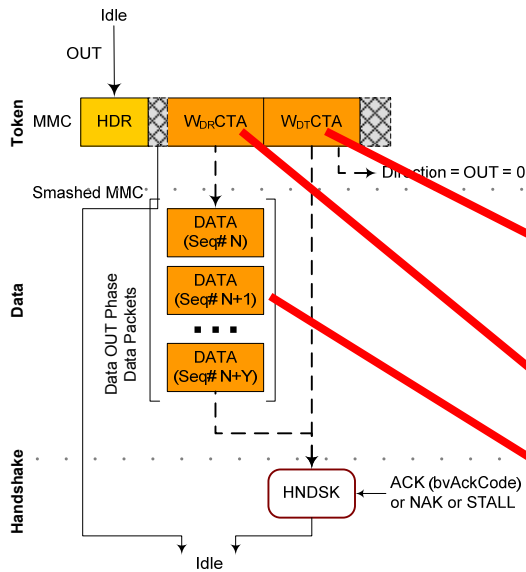 Idle
OUT
Token
MMC
HDR
WDRCTA
WDTCTA
Direction = OUT = 0
Smashed MMC
Data
Data OUT Phase
Data Packets
DATA
(Seq# N)
DATA
(Seq# N+1)
DATA
(Seq# N+Y)
Handshake
HNDSK
ACK (bvAckCode)
or NAK or STALL
Idle